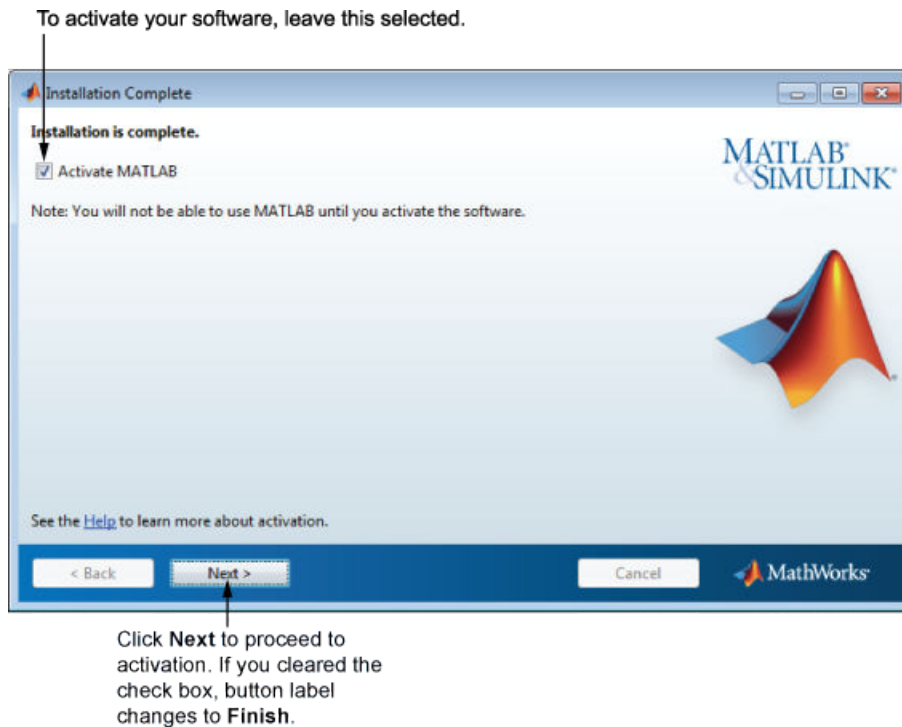 To activate your software, leave this selected.
Installation Complete
Installation is complete.
Activate MATLAB
Note: You will not be able to use MATLAB until you activate the software.
MATLAB®
&SIMULINK®
See the Help to learn more about activation.
< Back
Next >
Cancel
MathWorks®
Click Next to proceed to
activation. If you cleared the
check box, button label
changes to Finish.